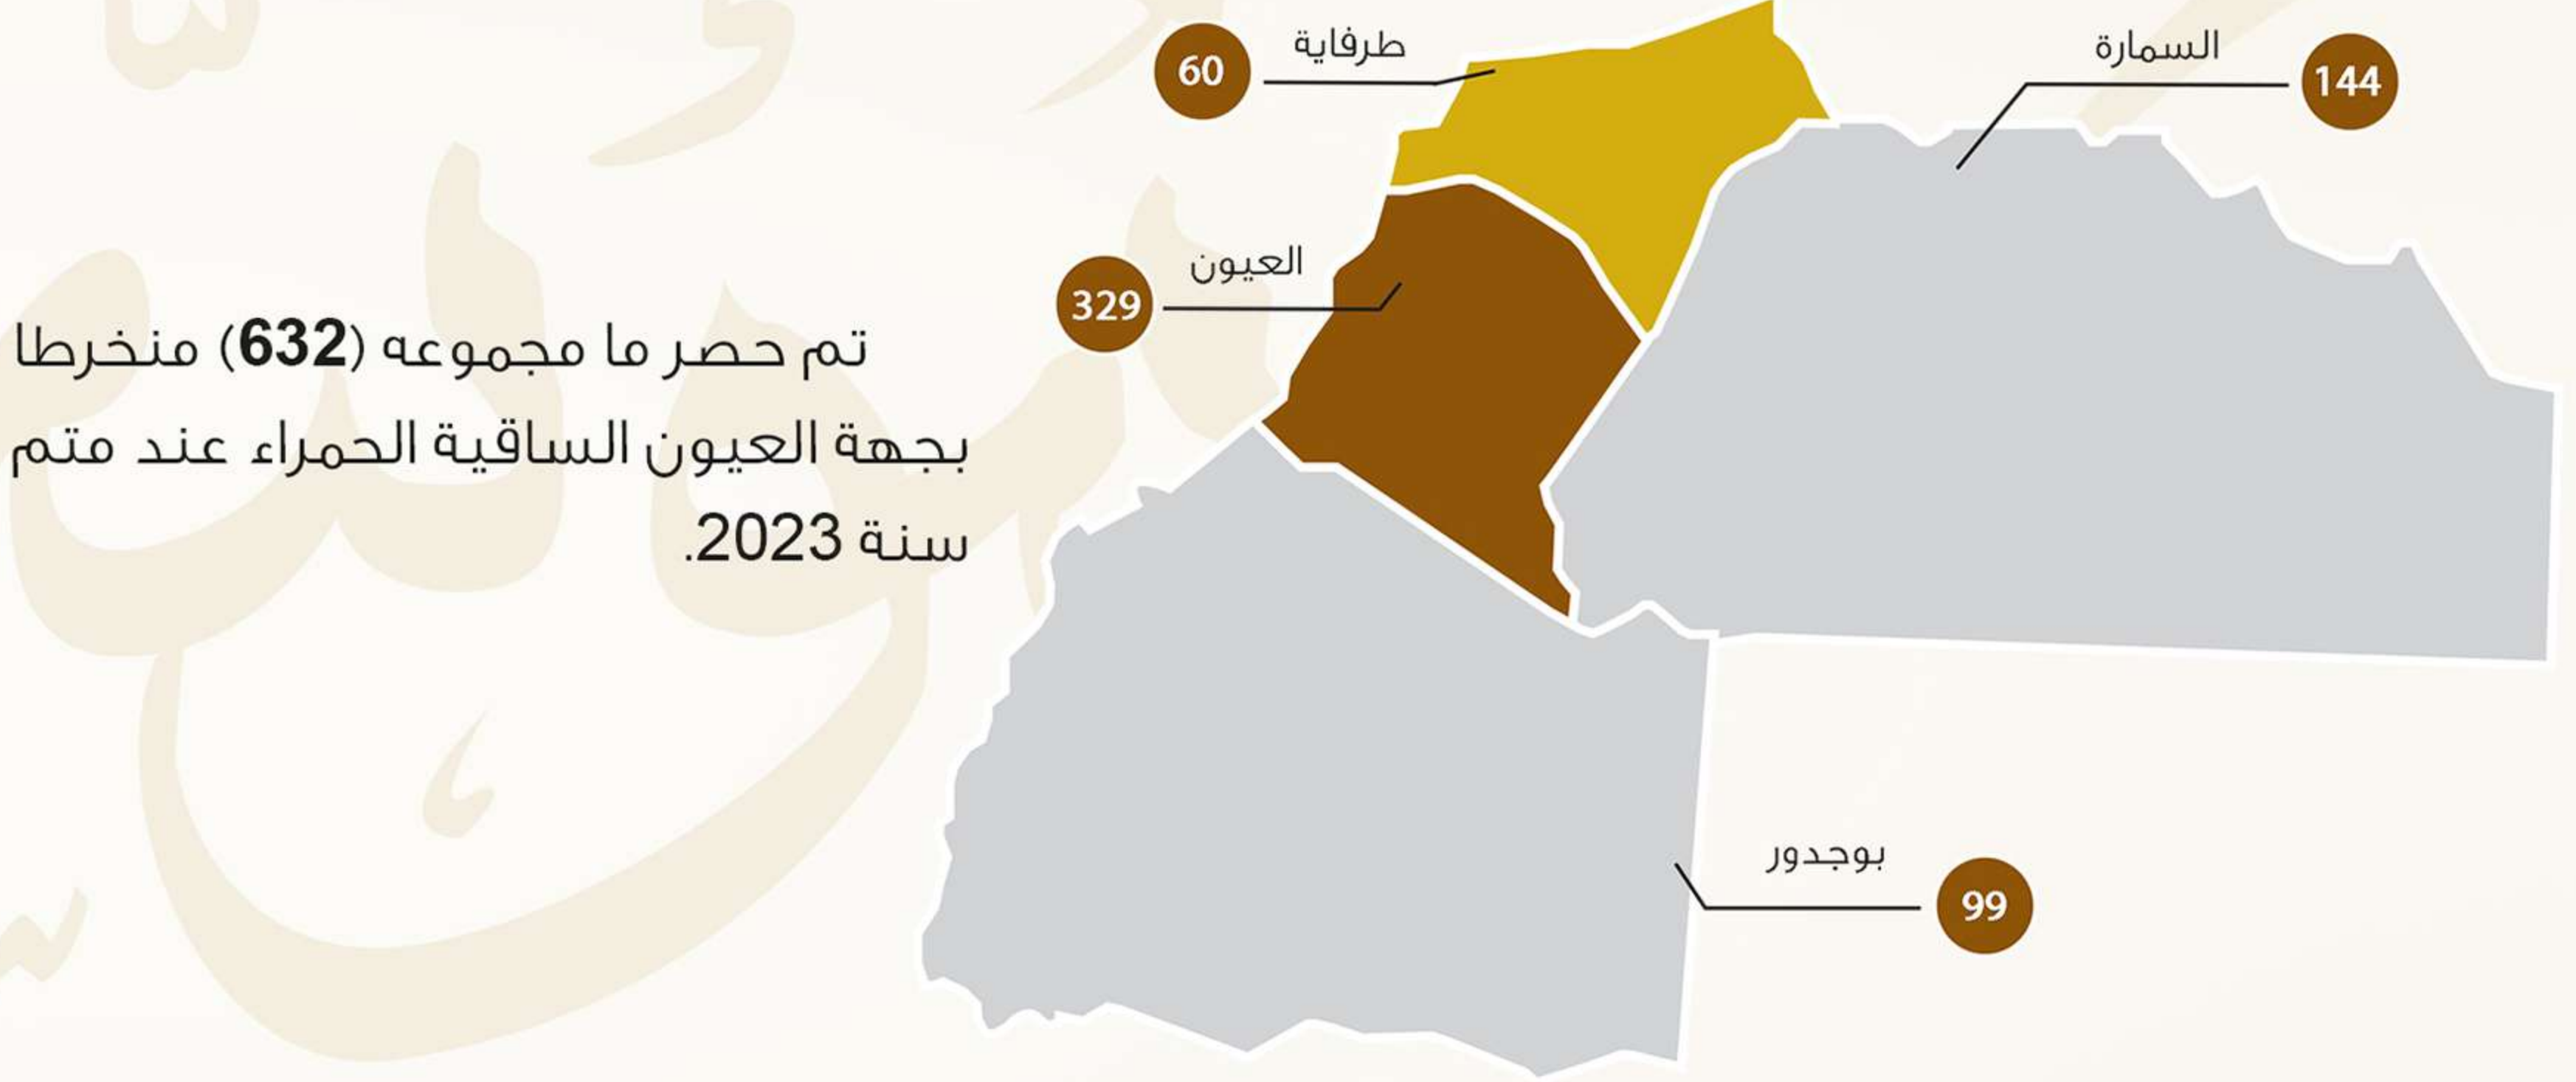 طرفاية
60
السمارة
144
العيون
329
تم حصر ما مجموعه (632) منخرطا
بجهة العيون الساقية الحمراء عند متم
سنة 2023.
بوجدور
99